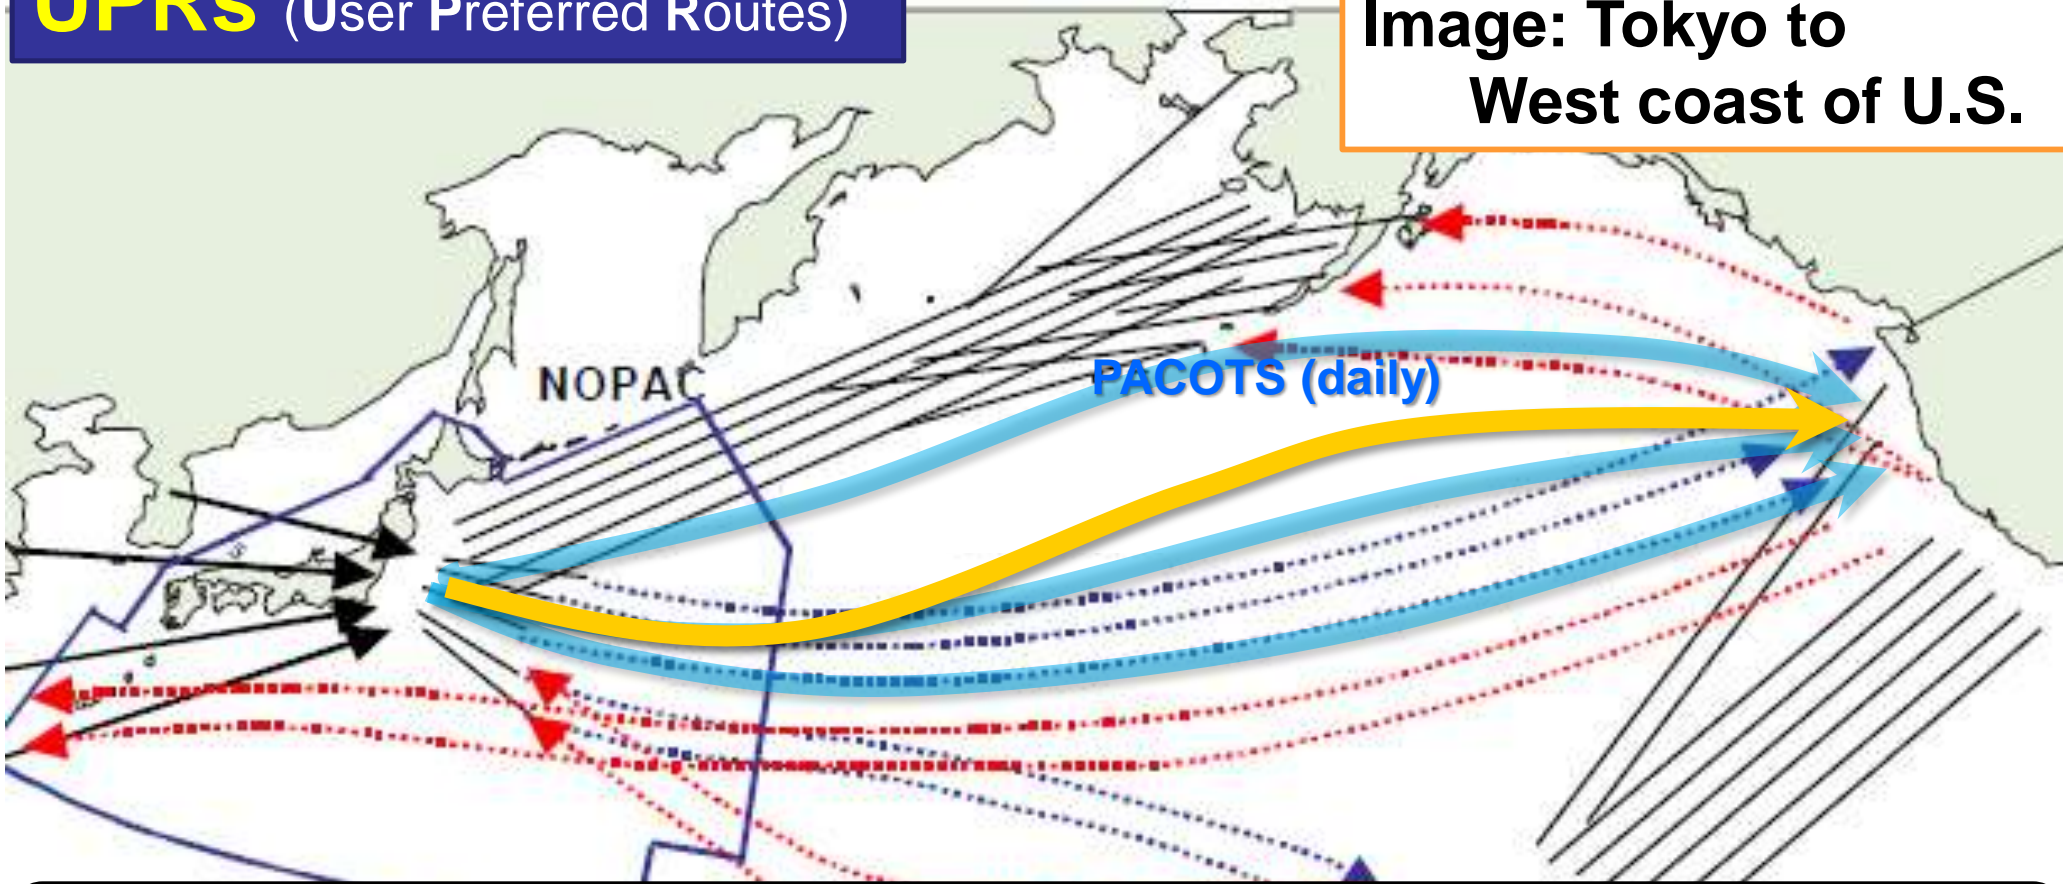 UPRs (User Preferred Routes)
Image: Tokyo to
West coast of U.S.
NOPAC
PACOTS (daily)